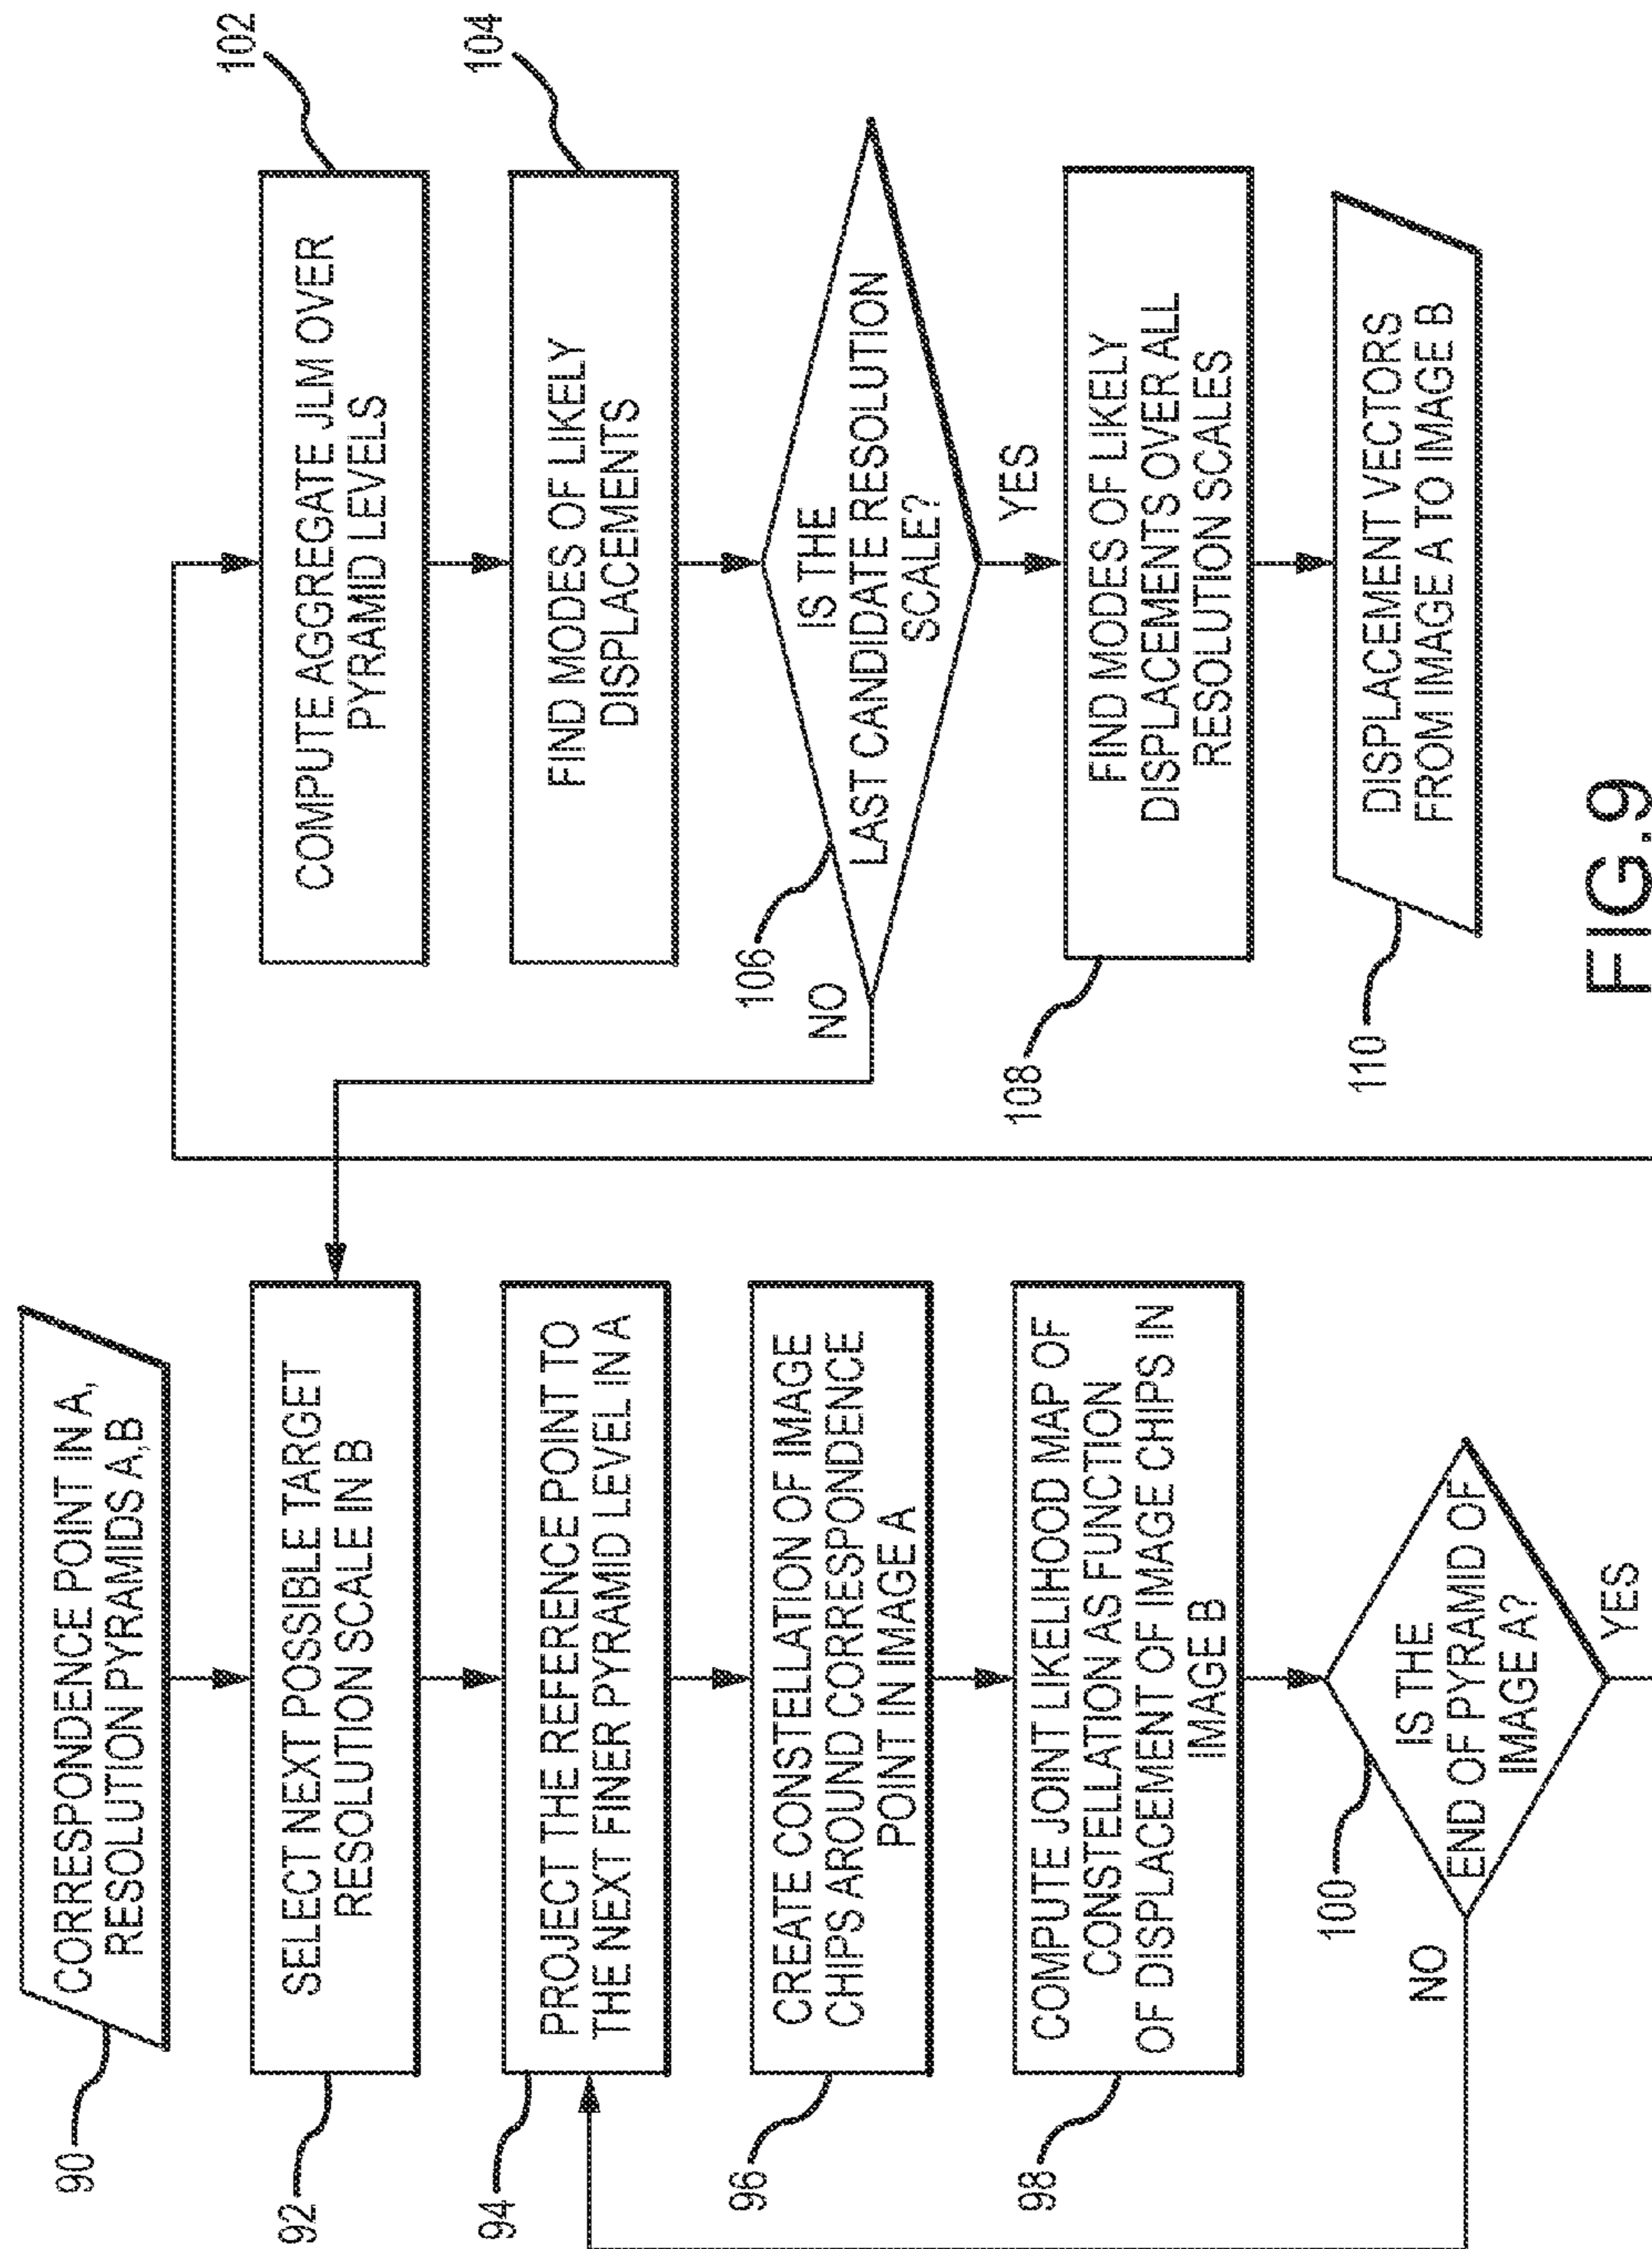 90
CORRESPONDENCE POINT IN A,
RESOLUTION PYRAMIDS A,B
92
SELECT NEXT POSSIBLE TARGET
RESOLUTION SCALE IN B
94
PROJECT THE REFERENCE POINT TO
THE NEXT FINER PYRAMID LEVEL IN A
96
CREATE CONSTELLATION OF IMAGE
CHIPS AROUND CORRESPONDENCE
POINT IN IMAGE A
98
COMPUTE JOINT LIKELIHOOD MAP OF
CONSTELLATION AS FUNCTION
OF DISPLACEMENT OF IMAGE CHIPS IN
IMAGE B
100
IS THE
END OF PYRAMID OF
IMAGE A?
NO
YES
102
COMPUTE AGGREGATE JLM OVER
PYRAMID LEVELS
104
FIND MODES OF LIKELY
DISPLACEMENTS
106
IS THE
LAST CANDIDATE RESOLUTION
SCALE?
NO
YES
108
FIND MODES OF LIKELY
DISPLACEMENTS OVER ALL
RESOLUTION SCALES
110
DISPLACEMENT VECTORS
FROM IMAGE A TO IMAGE B
FIG.9